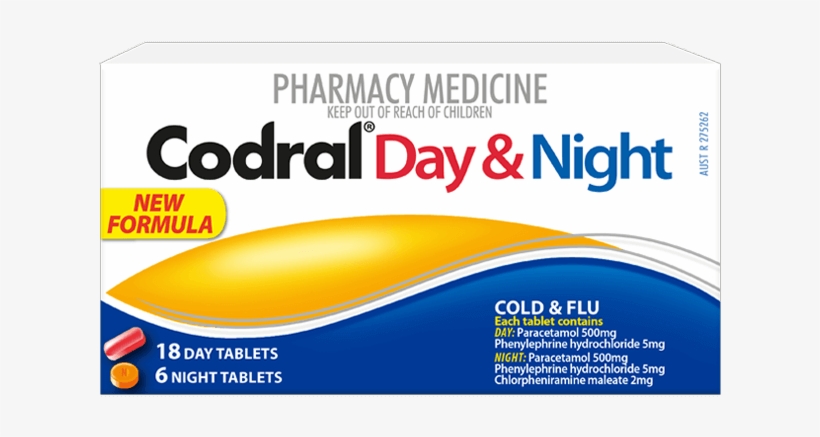 PHARMACY MEDICINE
KEEP OUT OF REACH OF CHILDREN
Codral® Day & Night
AUST R 275262
NEW
FORMULA
COLD & FLU
Each tablet contains
DAY: Paracetamol 500mg
Phenylephrine hydrochloride 5mg
NIGHT: Paracetamol 500mg
Phenylephrine hydrochloride 5mg
Chlorpheniramine maleate 2mg
18 DAY TABLETS
6 NIGHT TABLETS
N